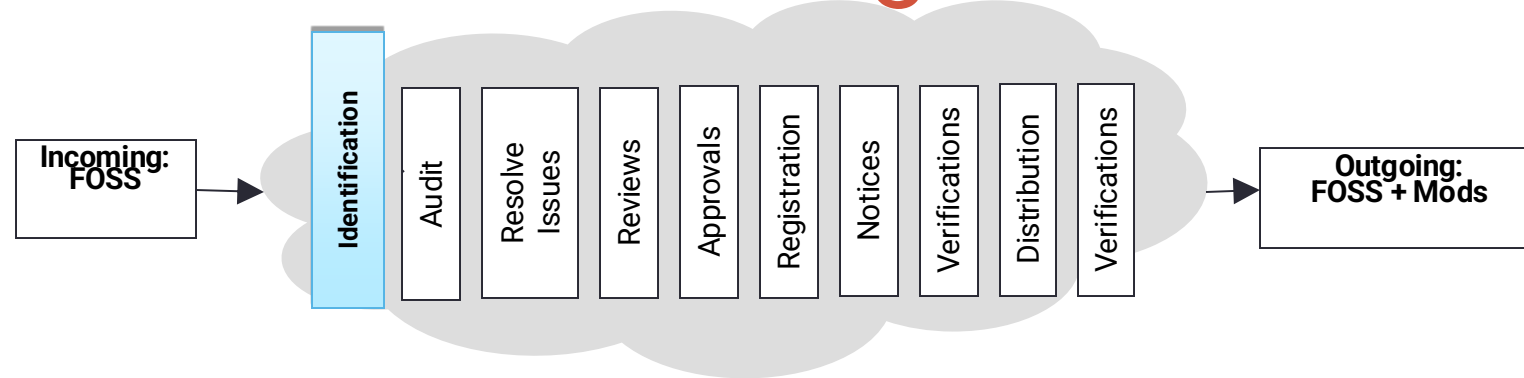 Incoming:
FOSS
Identification
Audit
Resolve
Issues
Reviews
Approvals
Registration
Notices
Verifications
Distribution
Verifications
Outgoing:
FOSS + Mods